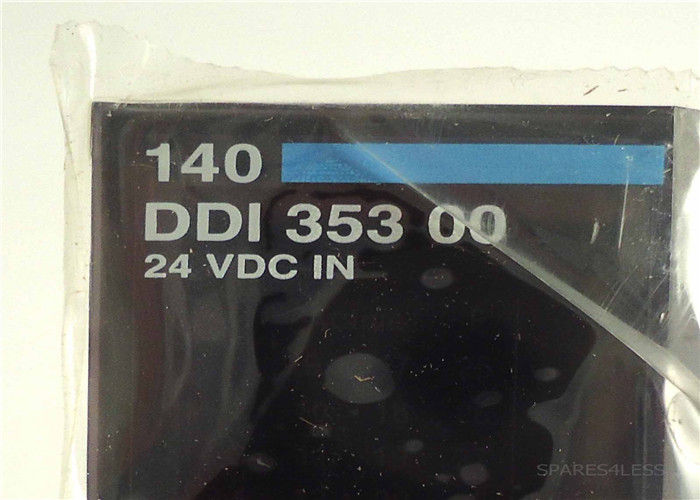 140
DDI 353 00
24 VDC IN
SPARES4LESS